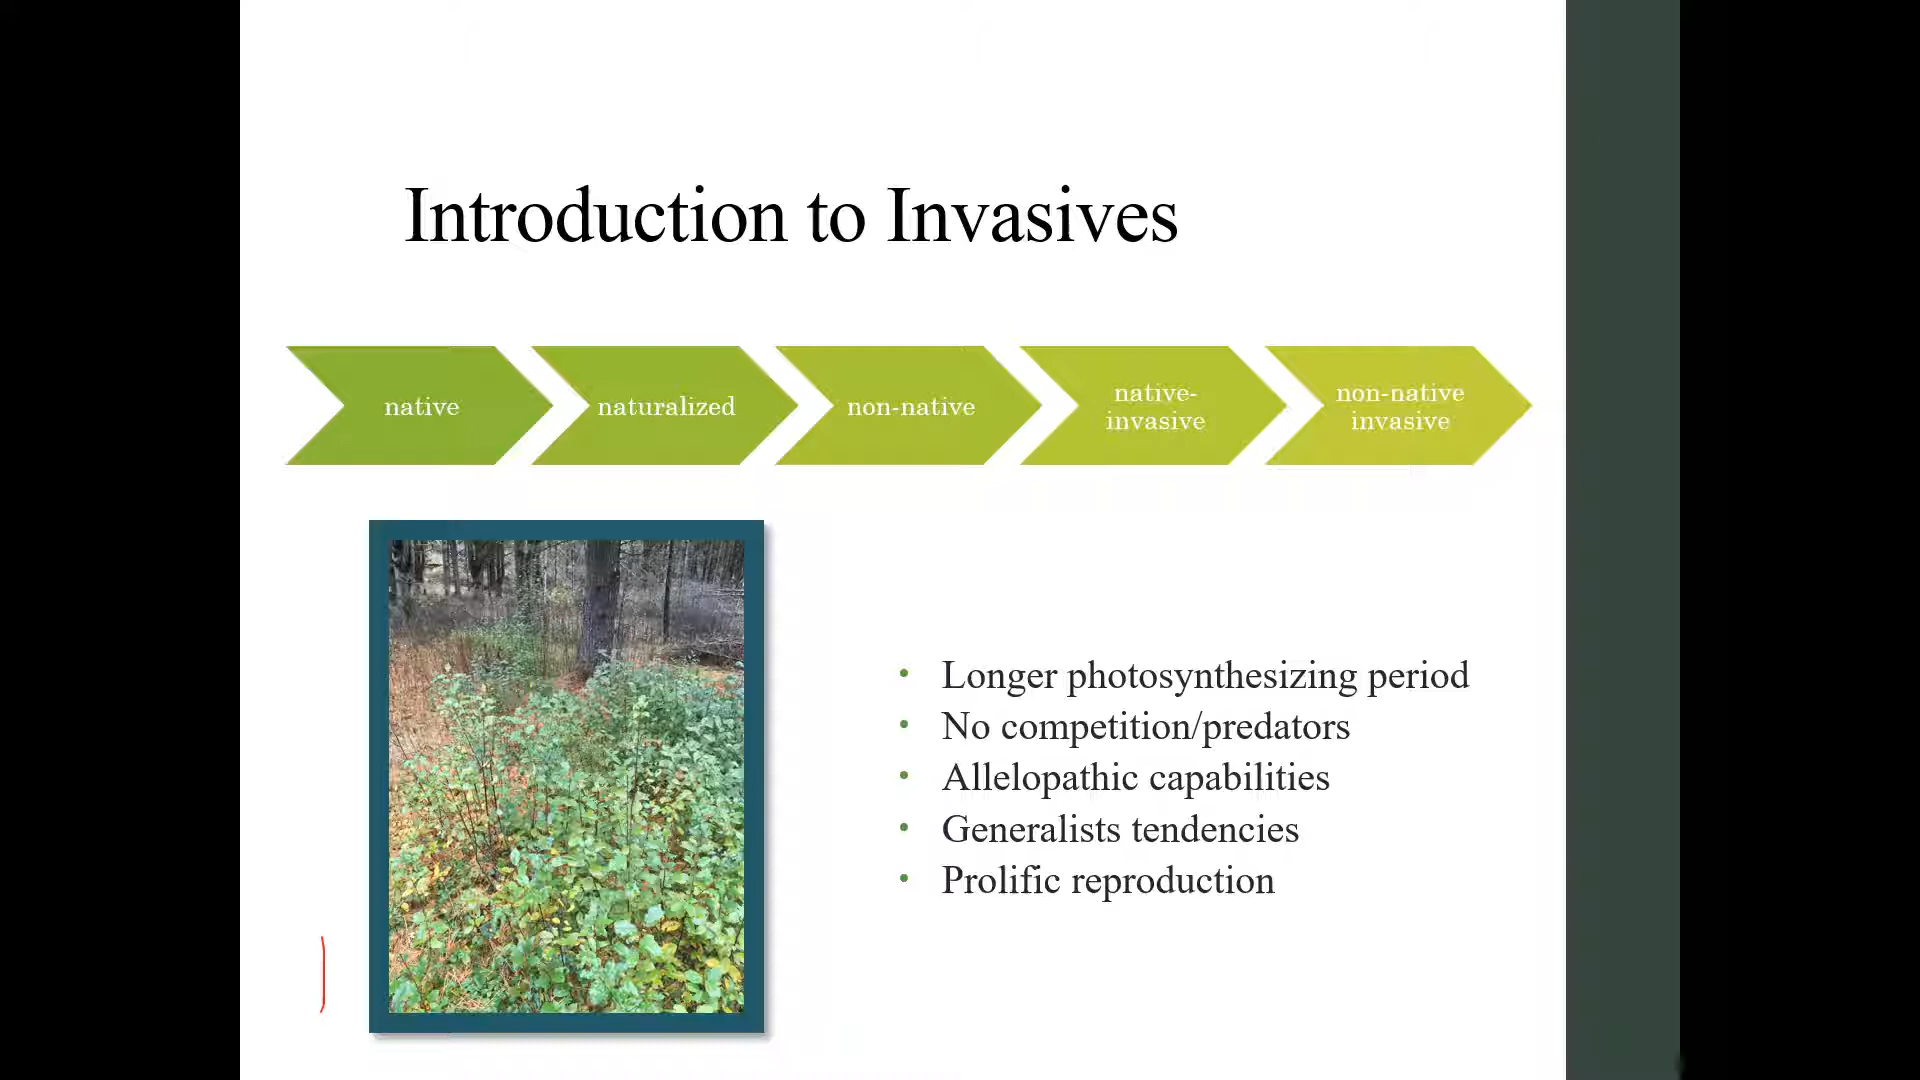 Introduction to Invasives
native
naturalized
non-native
native-
invasive
non-native
invasive
• Longer photosynthesizing period
• No competition/predators
• Allelopathic capabilities
• Generalists tendencies
• Prolific reproduction